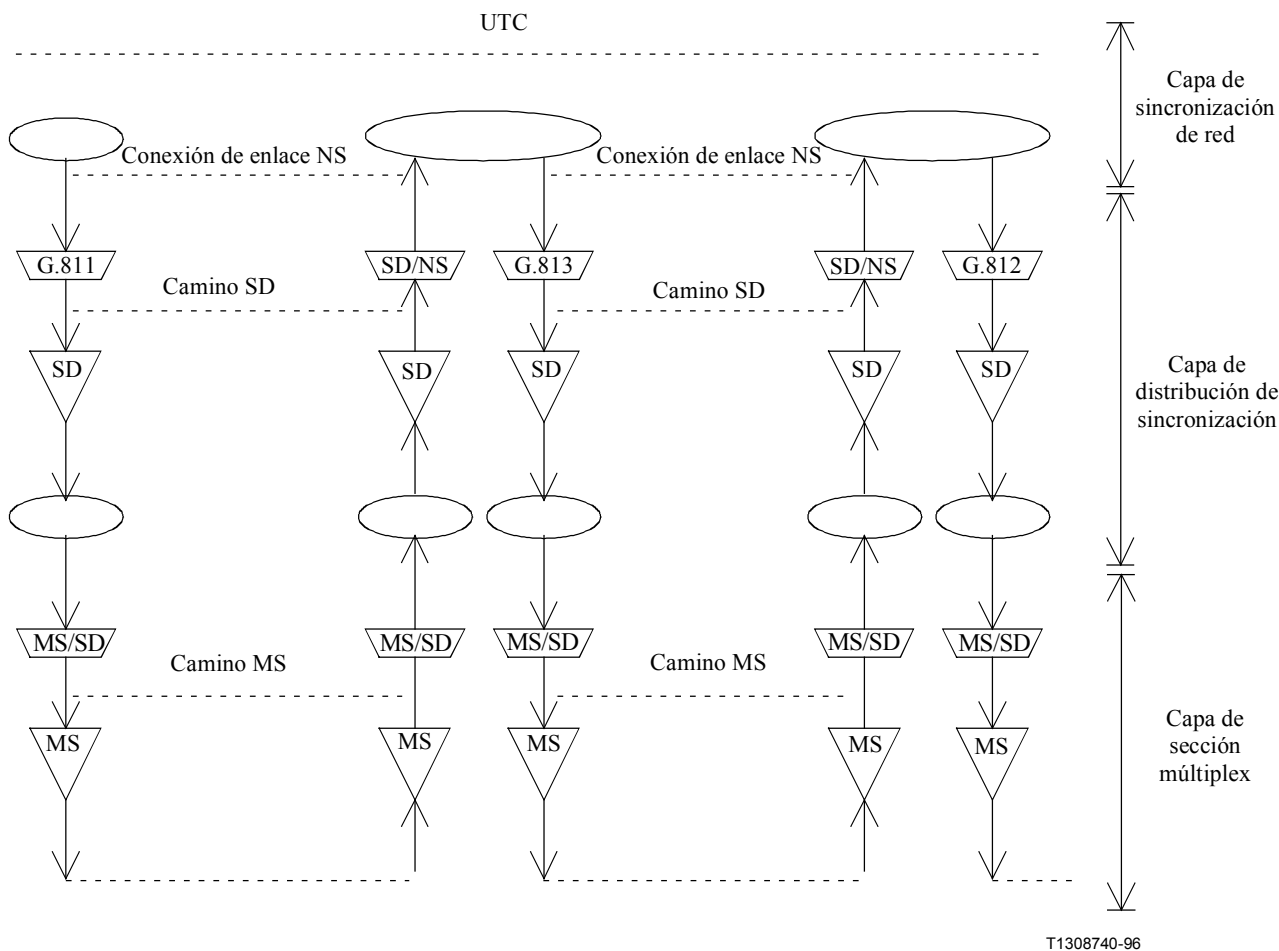 UTC
Capa de
sincronización
de red
Conexión de enlace NS
Conexión de enlace NS
G.811
SD/NS
G.813
SD/NS
G.812
Camino SD
Camino SD
SD
SD
SD
SD
SD
Capa de
distribución de
sincronización
MS/SD
MS/SD
MS/SD
MS/SD
MS/SD
Camino MS
Camino MS
MS
MS
MS
MS
MS
Capa de
sección
múltiplex
T1308740-96